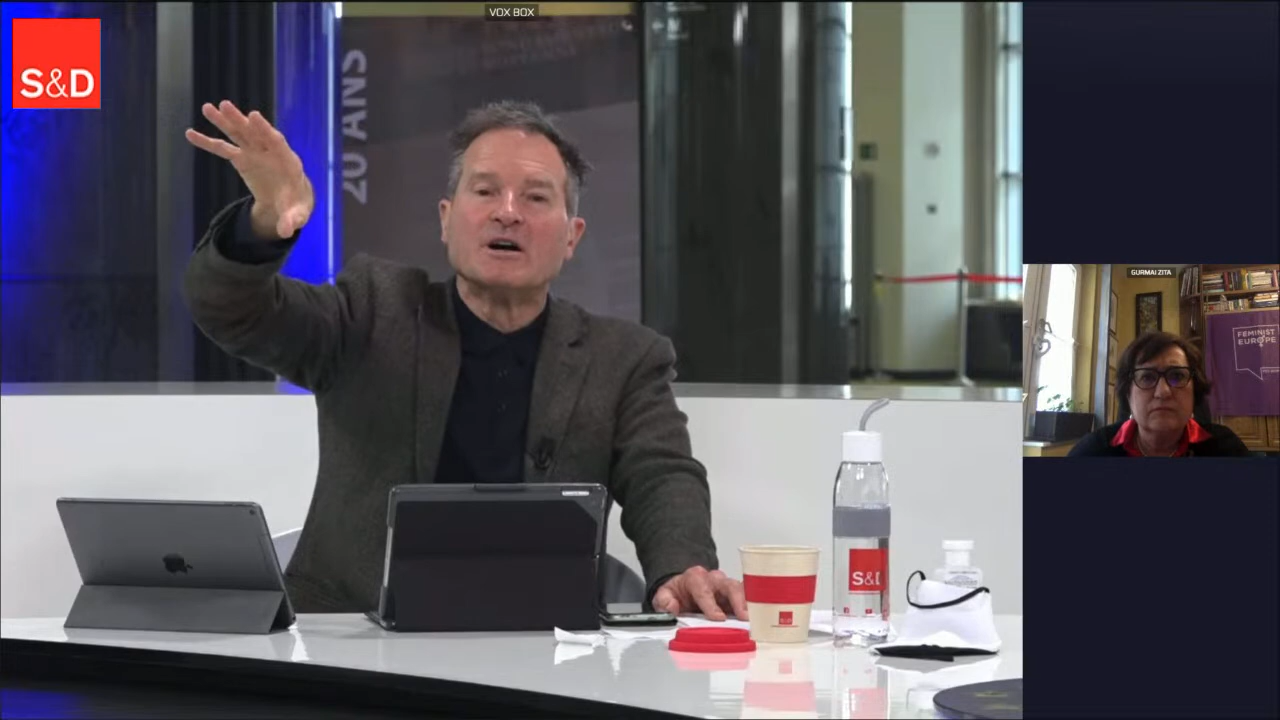 VOX BOX
S&D
20 ANS
GURMAI ZITA
FEMINIST
EUROPE
S&D